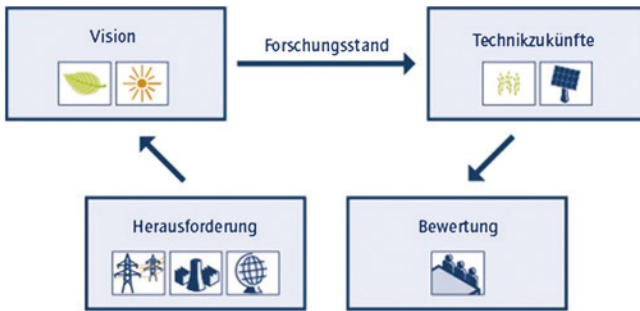 Vision
Forschungsstand
Technikzukünfte
Herausforderung
Bewertung